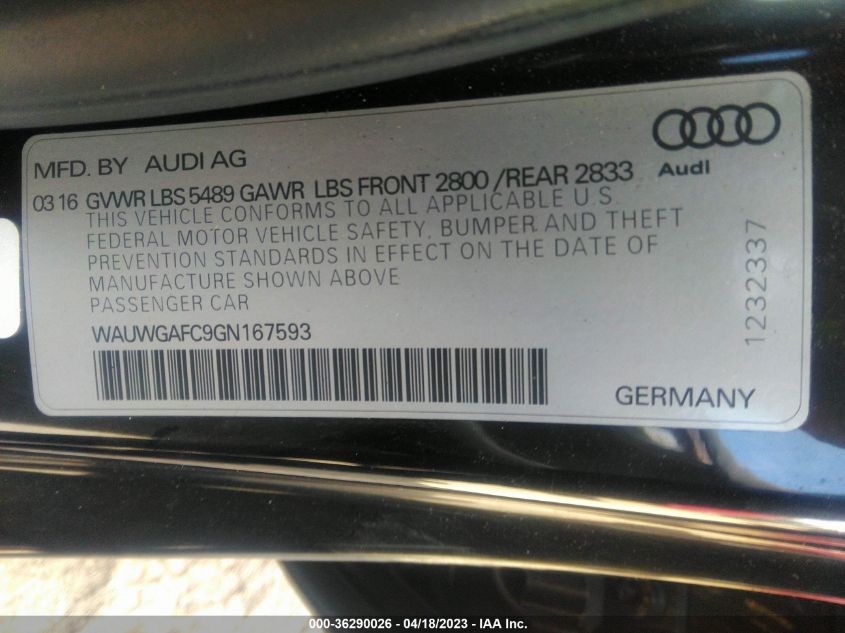 MFD. BY AUDI AG
Audi
03 16 GVWR LBS 5489 GAWR LBS FRONT 2800 /REAR 2833
THIS VEHICLE CONFORMS TO ALL APPLICABLE U.S.
FEDERAL MOTOR VEHICLE SAFETY, BUMPER AND THEFT
PREVENTION STANDARDS IN EFFECT ON THE DATE OF
MANUFACTURE SHOWN ABOVE
PASSENGER CAR
WAUWGAFC9GN167593
1232337
GERMANY
000-36290026 - 04/18/2023 - IAA Inc.